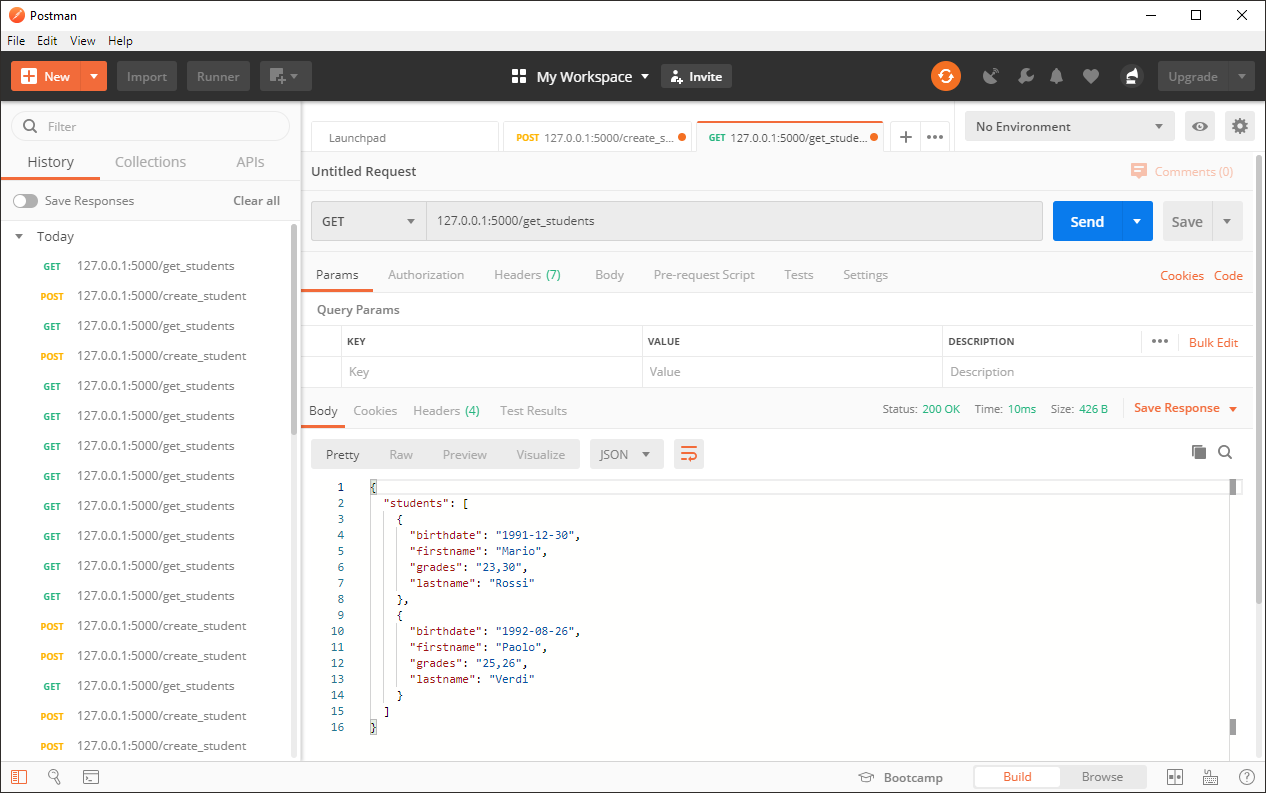 Postman
File Edit View Help
New Import Runner My Workspace Invite Upgrade
Filter
History Collections APIs
Save Responses Clear all
Today
GET 127.0.0.1:5000/get_students
POST 127.0.0.1:5000/create_student
GET 127.0.0.1:5000/get_students
POST 127.0.0.1:5000/create_student
GET 127.0.0.1:5000/get_students
GET 127.0.0.1:5000/get_students
GET 127.0.0.1:5000/get_students
GET 127.0.0.1:5000/get_students
GET 127.0.0.1:5000/get_students
GET 127.0.0.1:5000/get_students
GET 127.0.0.1:5000/get_students
GET 127.0.0.1:5000/get_students
POST 127.0.0.1:5000/create_student
POST 127.0.0.1:5000/create_student
GET 127.0.0.1:5000/get_students
POST 127.0.0.1:5000/create_student
POST 127.0.0.1:5000/create_student
Launchpad POST 127.0.0.1:5000/create_s... GET 127.0.0.1:5000/get_stude... No Environment
Untitled Request Comments (0)
GET 127.0.0.1:5000/get_students Send Save
Params Authorization Headers (7) Body Pre-request Script Tests Settings Cookies Code
Query Params
KEY VALUE DESCRIPTION Bulk Edit
Key Value Description
Body Cookies Headers (4) Test Results Status: 200 OK Time: 10ms Size: 426 B Save Response
Pretty Raw Preview Visualize JSON
1 {
2 "students": [
3 {
4 "birthdate": "1991-12-30",
5 "firstname": "Mario",
6 "grades": "23,30",
7 "lastname": "Rossi"
8 },
9 {
10 "birthdate": "1992-08-26",
11 "firstname": "Paolo",
12 "grades": "25,26",
13 "lastname": "Verdi"
14 }
15 ]
16 }
Bootcamp Build Browse